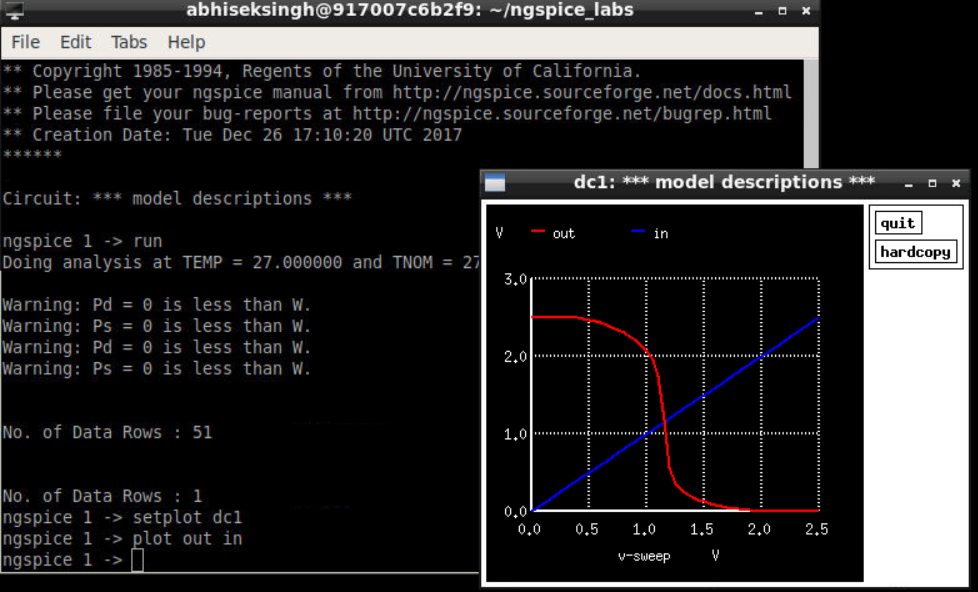 abhiseksingh@917007c6b2f9: ~/ngspice_labs
File Edit Tabs Help
** Copyright 1985-1994, Regents of the University of California.
** Please get your ngspice manual from http://ngspice.sourceforge.net/docs.html
** Please file your bug-reports at http://ngspice.sourceforge.net/bugrep.html
** Creation Date: Tue Dec 26 17:10:20 UTC 2017
******
Circuit: *** model descriptions ***
ngspice 1 -> run
Doing analysis at TEMP = 27.000000 and TNOM = 27
Warning: Pd = 0 is less than W.
Warning: Ps = 0 is less than W.
Warning: Pd = 0 is less than W.
Warning: Ps = 0 is less than W.
No. of Data Rows : 51
No. of Data Rows : 1
ngspice 1 -> setplot dc1
ngspice 1 -> plot out in
ngspice 1 ->
dc1: *** model descriptions ***
quit
hardcopy
V out in
3.0
2.0
1.0
0.0
0.0 0.5 1.0 1.5 2.0 2.5
v-sweep V